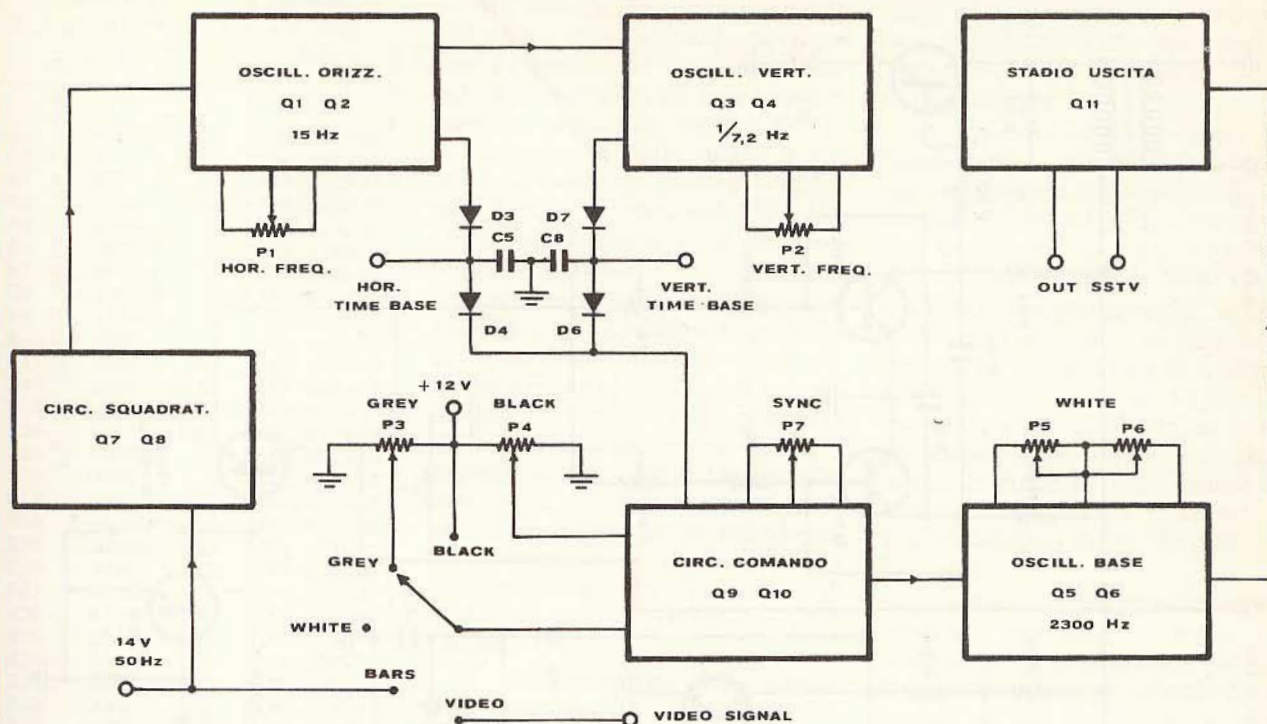 OSCILL. ORIZZ.
Q1 Q2
15 Hz
OSCILL. VERT.
Q3 Q4
1/7,2 Hz
STADIO USCITA
Q11
P1
HOR. FREQ.
D3
C5
D7
C8
P2
VERT. FREQ.
OUT SSTV
HOR.
TIME BASE
VERT.
TIME BASE
D4
D6
CIRC. SQUADRAT.
Q7 Q8
+ 12 V
GREY
P3
BLACK
P4
SYNC
P7
WHITE
P5
P6
BLACK
GREY
WHITE
CIRC. COMANDO
Q9 Q10
OSCILL. BASE
Q5 Q6
2300 Hz
14 V
50 Hz
BARS
VIDEO
VIDEO SIGNAL